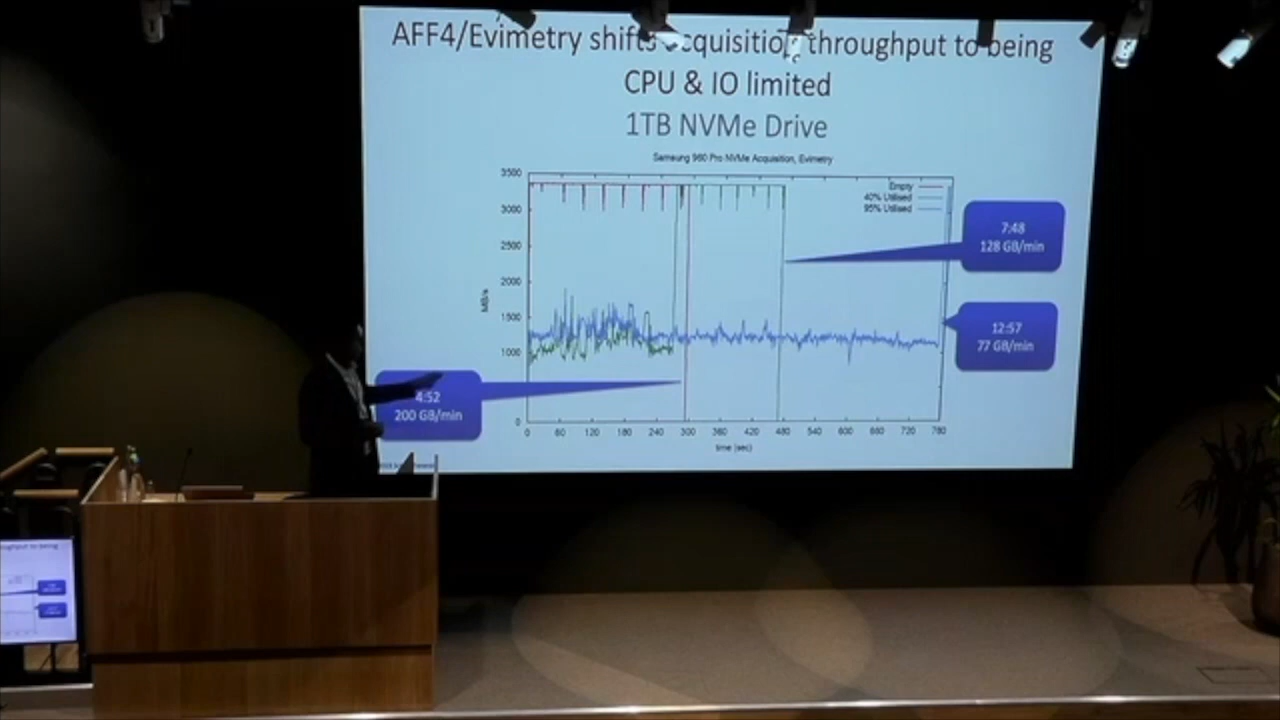 AFF4/Evimetry shifts acquisition throughput to being
CPU & IO limited
1TB NVMe Drive
Samsung 960 Pro NVMe Acquisition, Evimetry
3500
3000
2500
2000
1500
1000
0
MB/s
Empty
40% Utilised
95% Utilised
7:48
128 GB/min
12:57
77 GB/min
4:52
200 GB/min
0 60 120 180 240 300 360 420 480 540 600 660 720 780
time (sec)